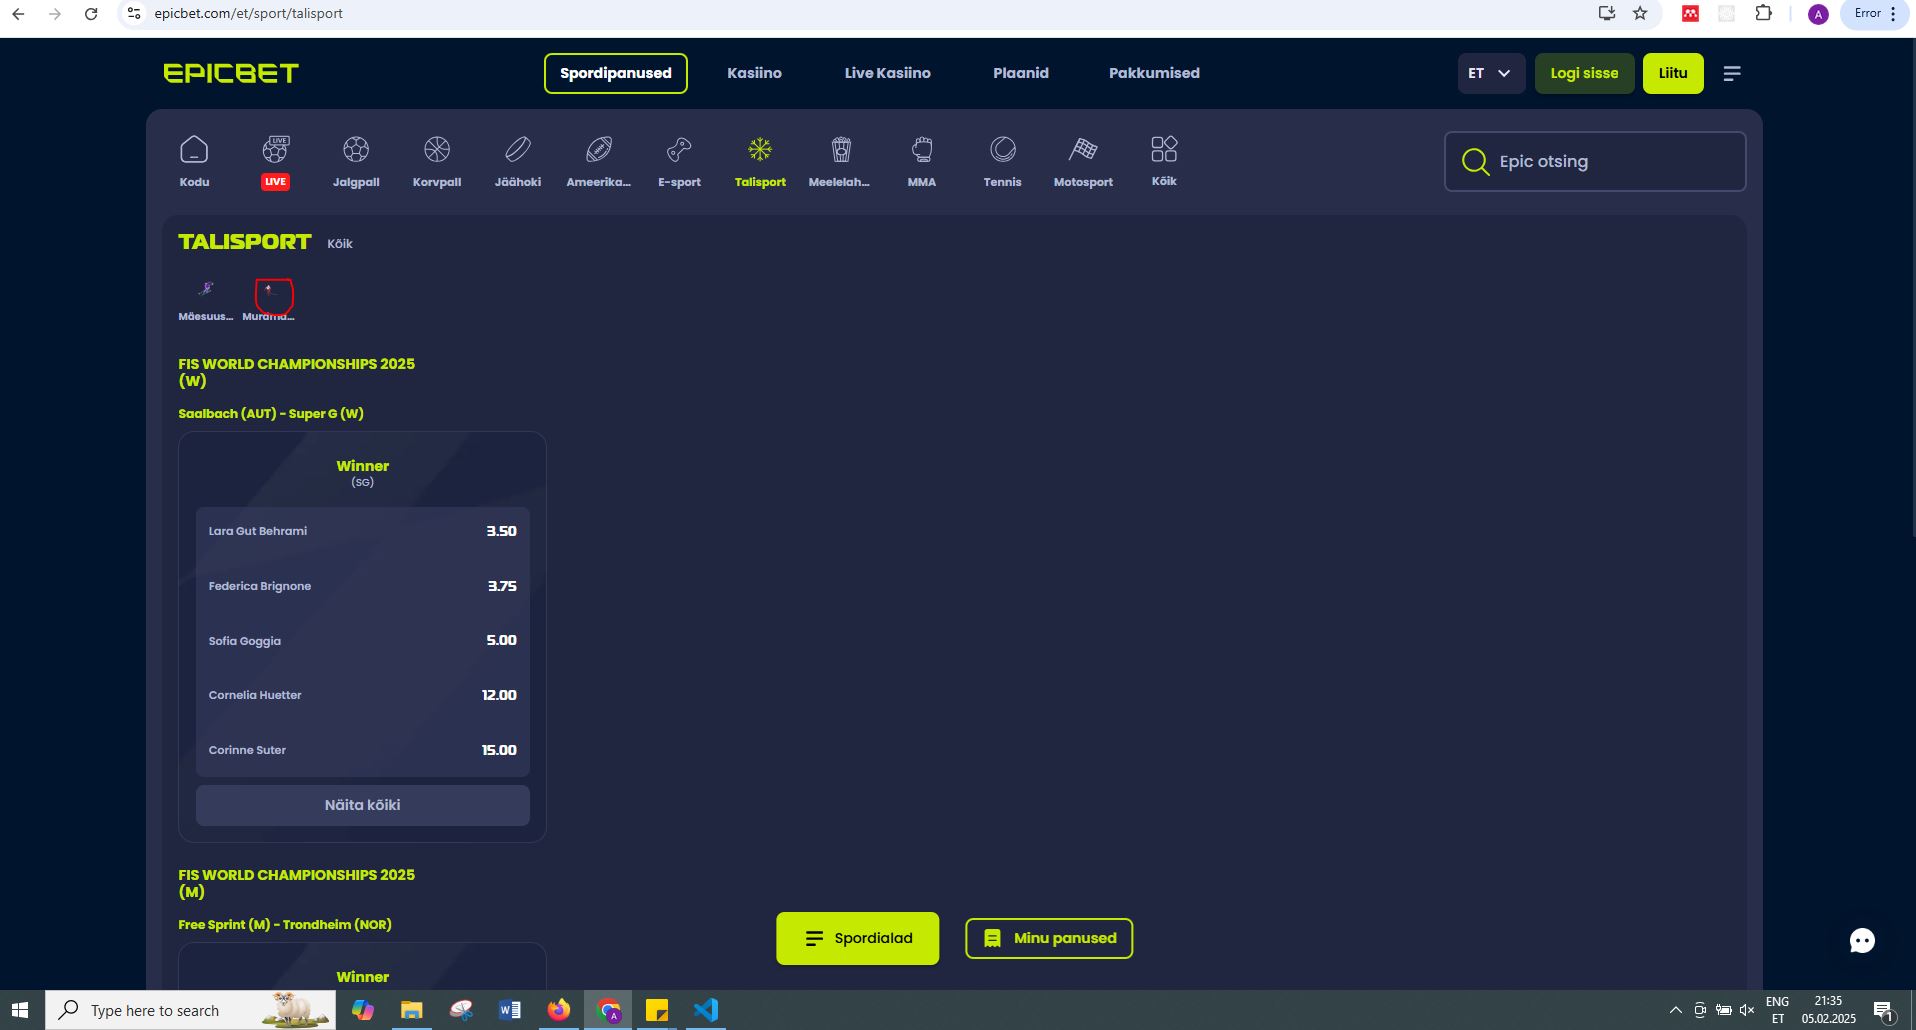 epicbet.com/et/sport/talisport
A
Error
EPICBET
Spordipanused
Kasiino
Live Kasiino
Plaanid
Pakkumised
ET
Logi sisse
Liitu
LIVE
Kodu
LIVE
Jalgpall
Korvpall
Jäähoki
Ameerika...
E-sport
Talisport
Meelelah...
MMA
Tennis
Motosport
Kõik
Epic otsing
TALISPORT
Kõik
Mäesuus...
Murdma...
FIS WORLD CHAMPIONSHIPS 2025
(W)
Saalbach (AUT) - Super G (W)
Winner
(SG)
Lara Gut Behrami 3.50
Federica Brignone 3.75
Sofia Goggia 5.00
Cornelia Huetter 12.00
Corinne Suter 15.00
Näita kõiki
FIS WORLD CHAMPIONSHIPS 2025
(M)
Free Sprint (M) - Trondheim (NOR)
Winner
Spordialad
Minu panused
Type here to search
A
ENG
ET
21:35
05.02.2025
1